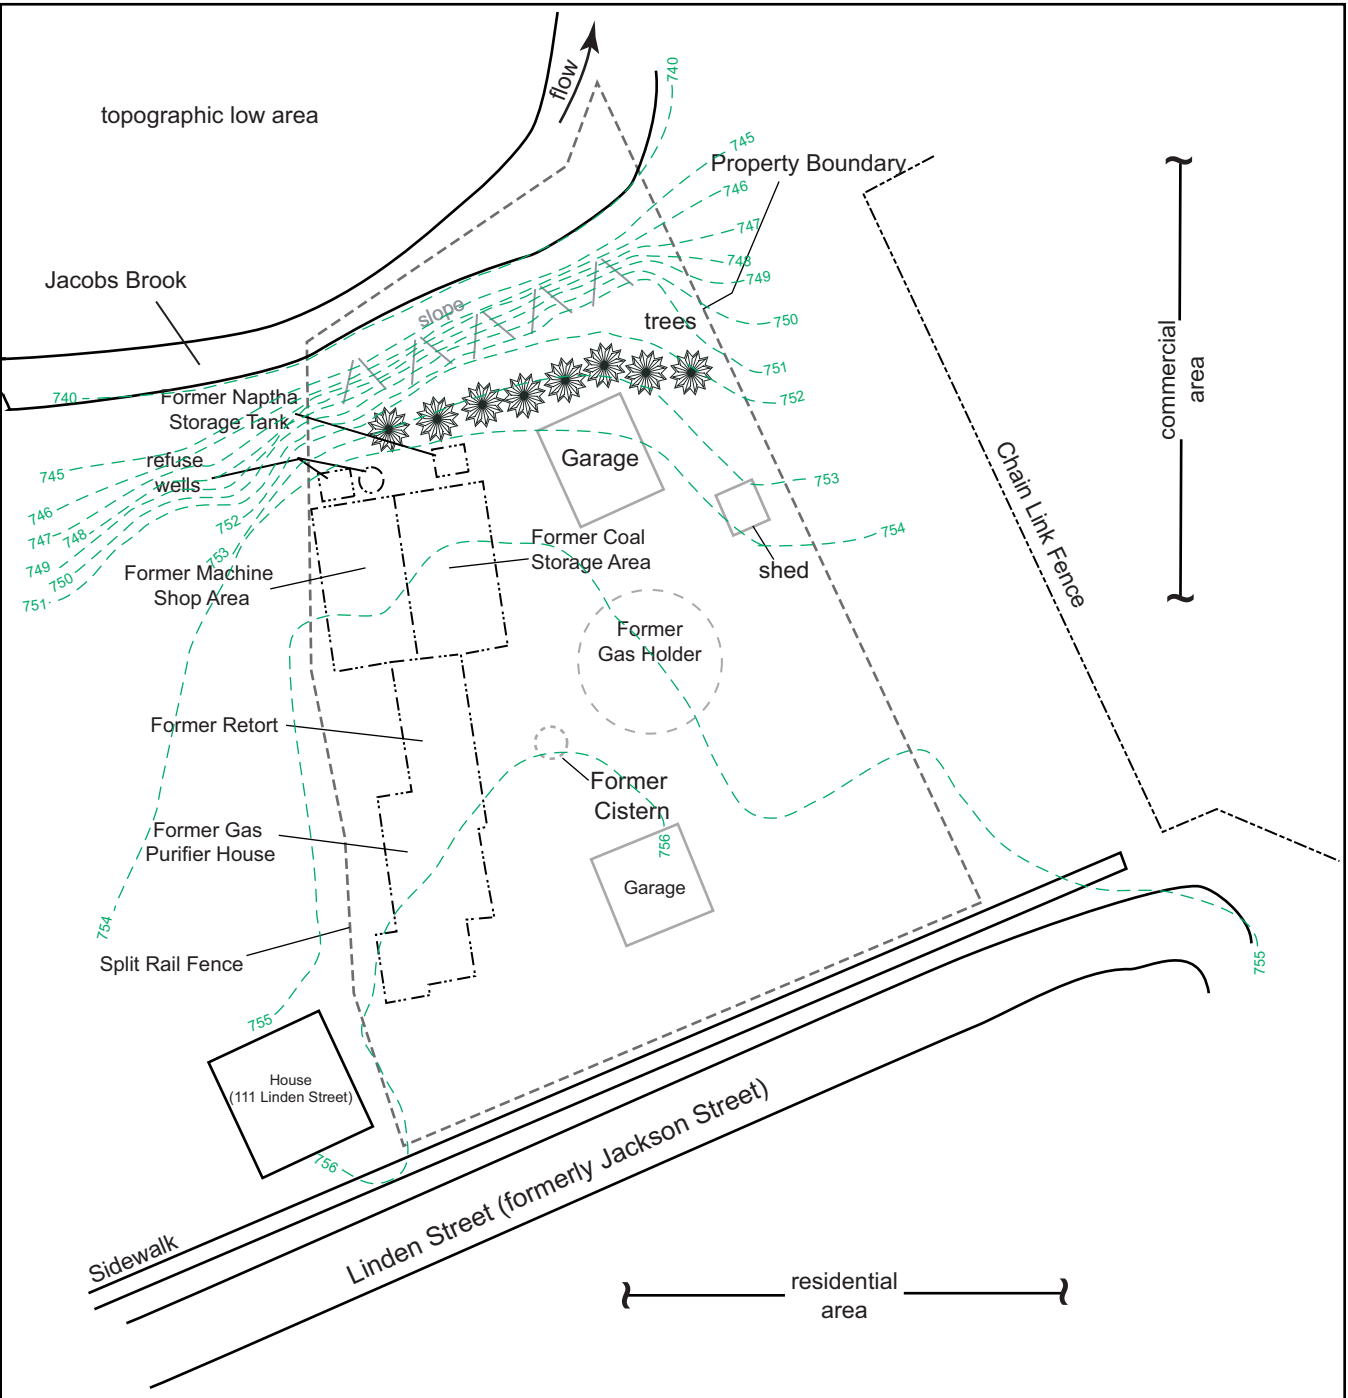 flow
740
topographic low area
745
Property Boundary
746
747
748
749
Jacobs Brook
slope
trees
750
751
740
Former Naptha
Storage Tank
752
commercial
area
refuse
wells
745
Garage
753
746
747
748
752
754
749
750
751
753
Former Machine
Shop Area
Former Coal
Storage Area
shed
Chain Link Fence
Former
Gas Holder
Former Retort
Former
Cistern
Former Gas
Purifier House
756
Garage
754
Split Rail Fence
755
755
House
(111 Linden Street)
756
Sidewalk
Linden Street (formerly Jackson Street)
residential
area